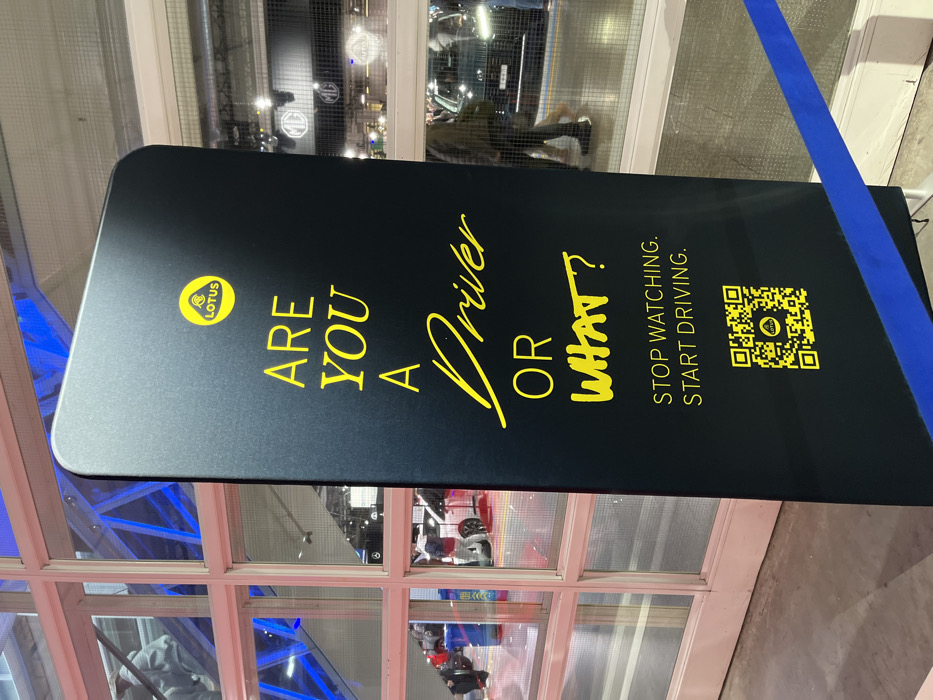 LOTUS
ARE
YOU
A
Driver
OR
WHAT?
STOP WATCHING.
START DRIVING.